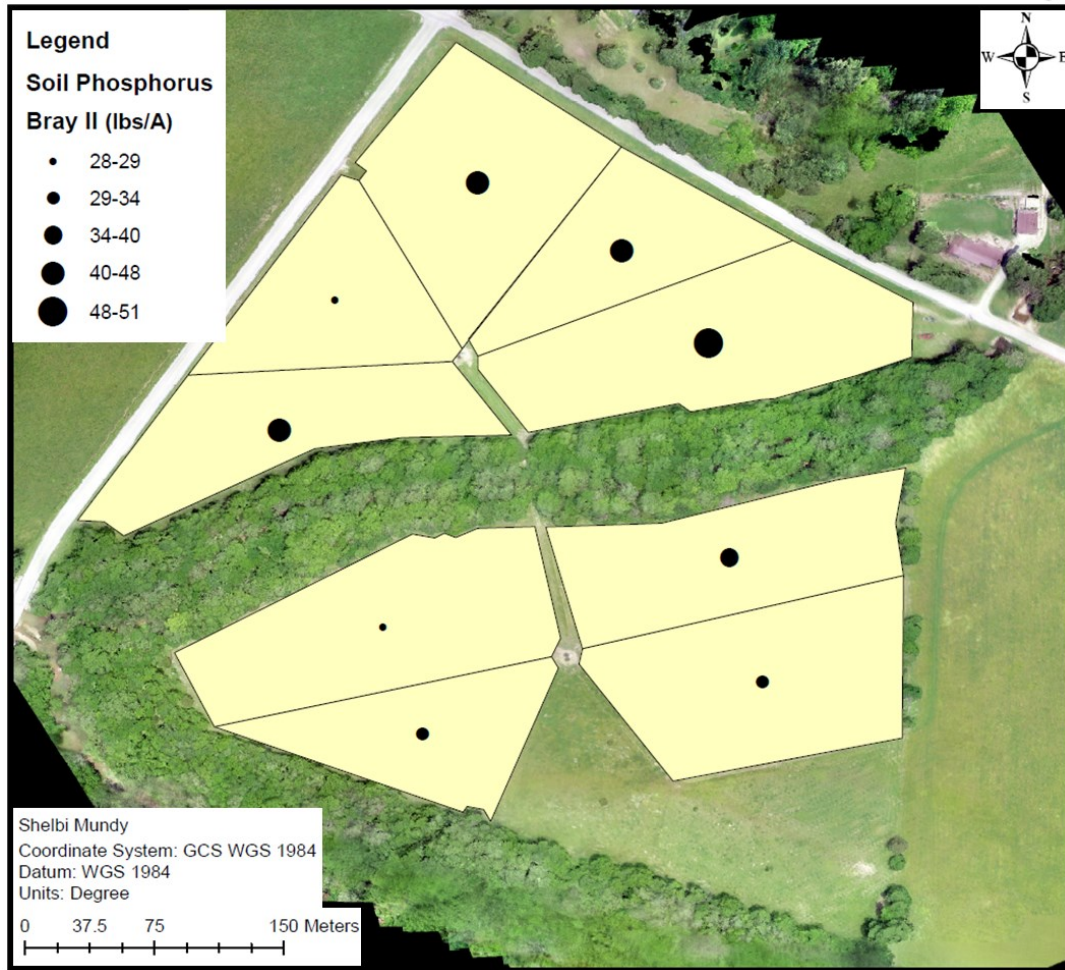 Legend
Soil Phosphorus
Bray II (lbs/A)
28-29
29-34
34-40
40-48
48-51
N
W E
S
Shelbi Mundy
Coordinate System: GCS WGS 1984
Datum: WGS 1984
Units: Degree
0 37.5 75 150 Meters